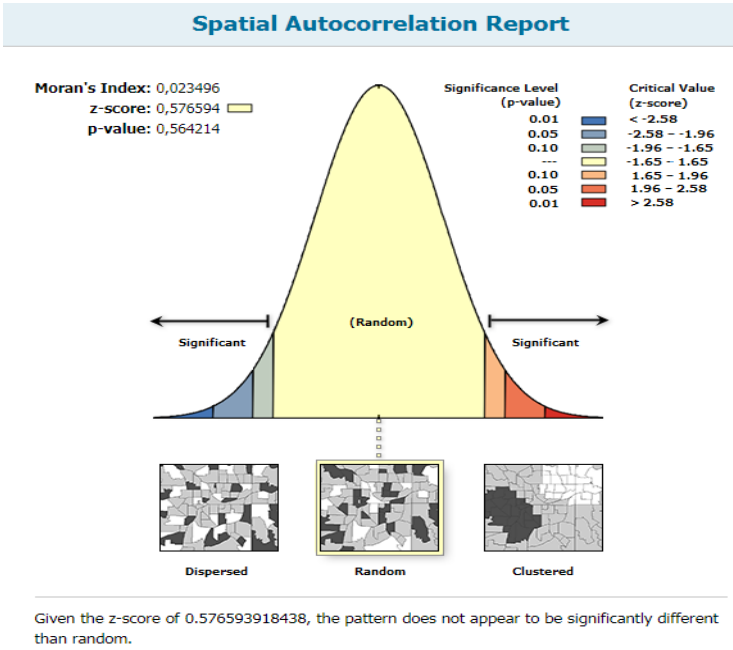 Spatial Autocorrelation Report
Moran's Index: 0,023496
z-score: 0,576594
p-value: 0,564214
Significance Level (p-value)
Critical Value (z-score)
0.01 < -2.58
0.05 -2.58 – -1.96
0.10 -1.96 – -1.65
--- -1.65 – 1.65
0.10 1.65 – 1.96
0.05 1.96 – 2.58
0.01 > 2.58
(Random)
Significant
Significant
Dispersed
Random
Clustered
Given the z-score of 0.576593918438, the pattern does not appear to be significantly different
than random.